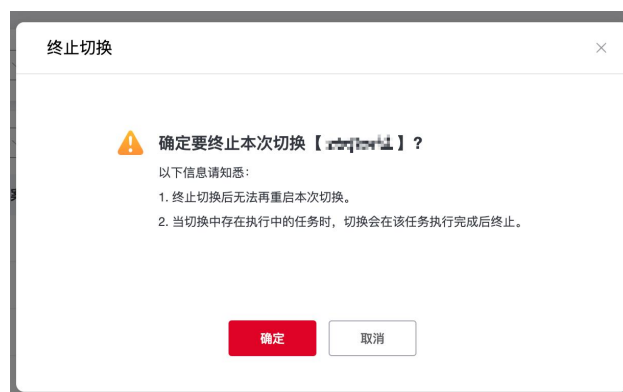 终止切换
确定要终止本次切换【 】?
以下信息请知悉：
1. 终止切换后无法再重启本次切换。
2. 当切换中存在执行中的任务时，切换会在该任务执行完成后终止。
确定
取消